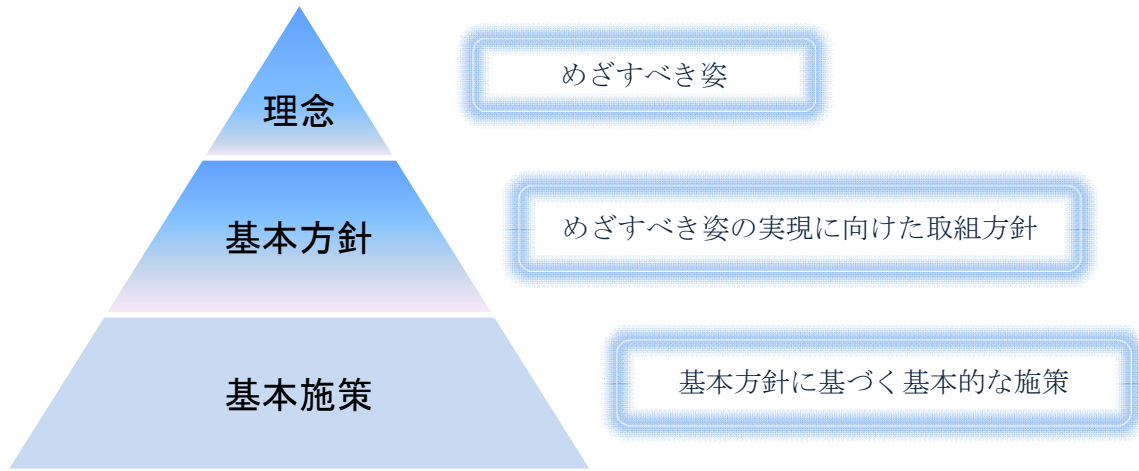 理念
めざすべき姿
基本方針
めざすべき姿の実現に向けた取組方針
基本施策
基本方針に基づく基本的な施策